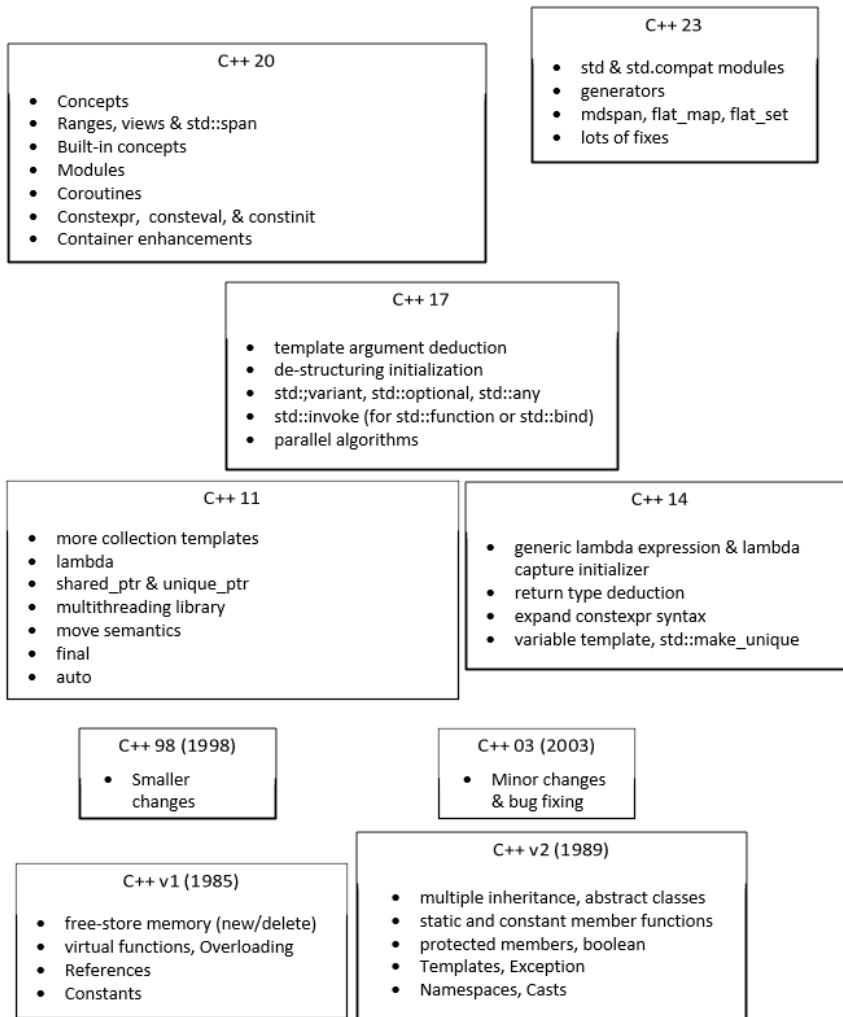 C++ 20
• Concepts
• Ranges, views & std::span
• Built-in concepts
• Modules
• Coroutines
• Constexpr, consteval, & constinit
• Container enhancements
C++ 23
• std & std.compat modules
• generators
• mdspan, flat_map, flat_set
• lots of fixes
C++ 17
• template argument deduction
• de-structuring initialization
• std:;variant, std::optional, std::any
• std::invoke (for std::function or std::bind)
• parallel algorithms
C++ 11
• more collection templates
• lambda
• shared_ptr & unique_ptr
• multithreading library
• move semantics
• final
• auto
C++ 14
• generic lambda expression & lambda
capture initializer
• return type deduction
• expand constexpr syntax
• variable template, std::make_unique
C++ 98 (1998)
• Smaller
changes
C++ 03 (2003)
• Minor changes
& bug fixing
C++ v1 (1985)
• free-store memory (new/delete)
• virtual functions, Overloading
• References
• Constants
C++ v2 (1989)
• multiple inheritance, abstract classes
• static and constant member functions
• protected members, boolean
• Templates, Exception
• Namespaces, Casts